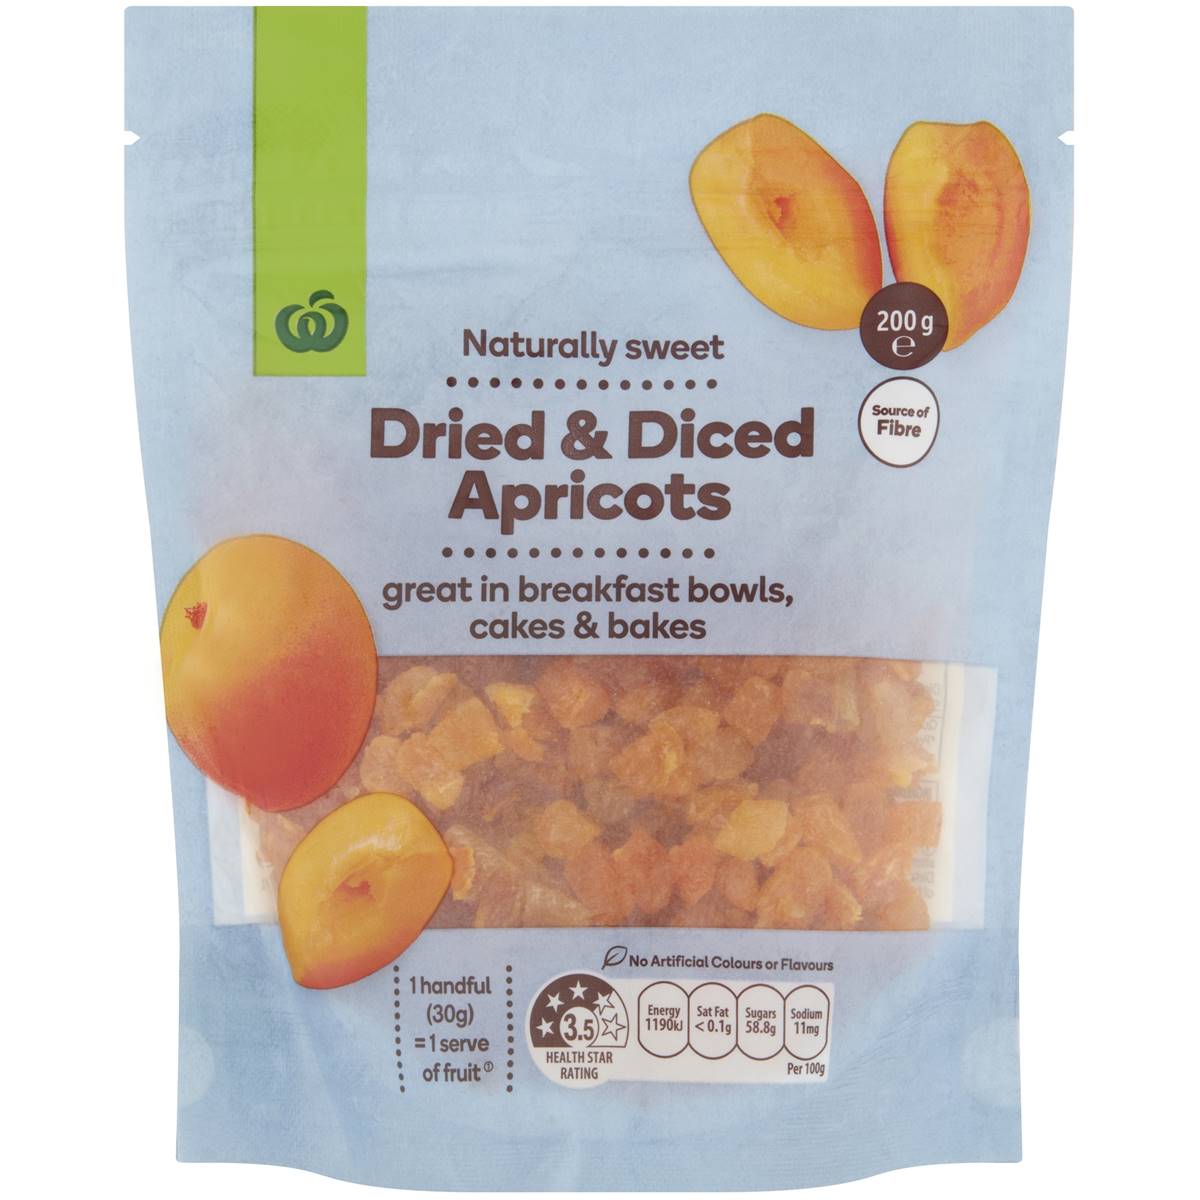 200 g
e
Source of
Fibre
Naturally sweet
Dried & Diced
Apricots
great in breakfast bowls,
cakes & bakes
No Artificial Colours or Flavours
1 handful
(30g)
= 1 serve
of fruit
3.5
HEALTH STAR
RATING
Energy
1190kJ
Sat Fat
< 0.1g
Sugars
58.8g
Sodium
11mg
Per 100g